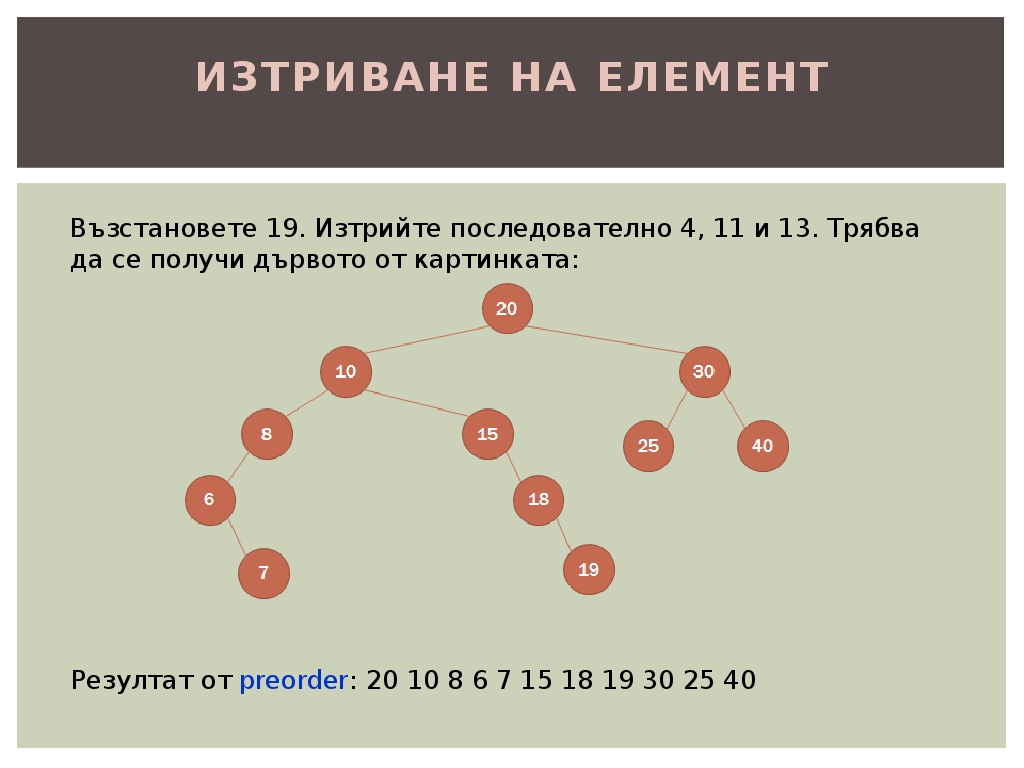 ИЗТРИВАНЕ НА ЕЛЕМЕНТ
Възстановете 19. Изтрийте последователно 4, 11 и 13. Трябва
да се получи дървото от картинката:
20
10
30
8
15
25
40
6
18
7
19
Резултат от preorder: 20 10 8 6 7 15 18 19 30 25 40